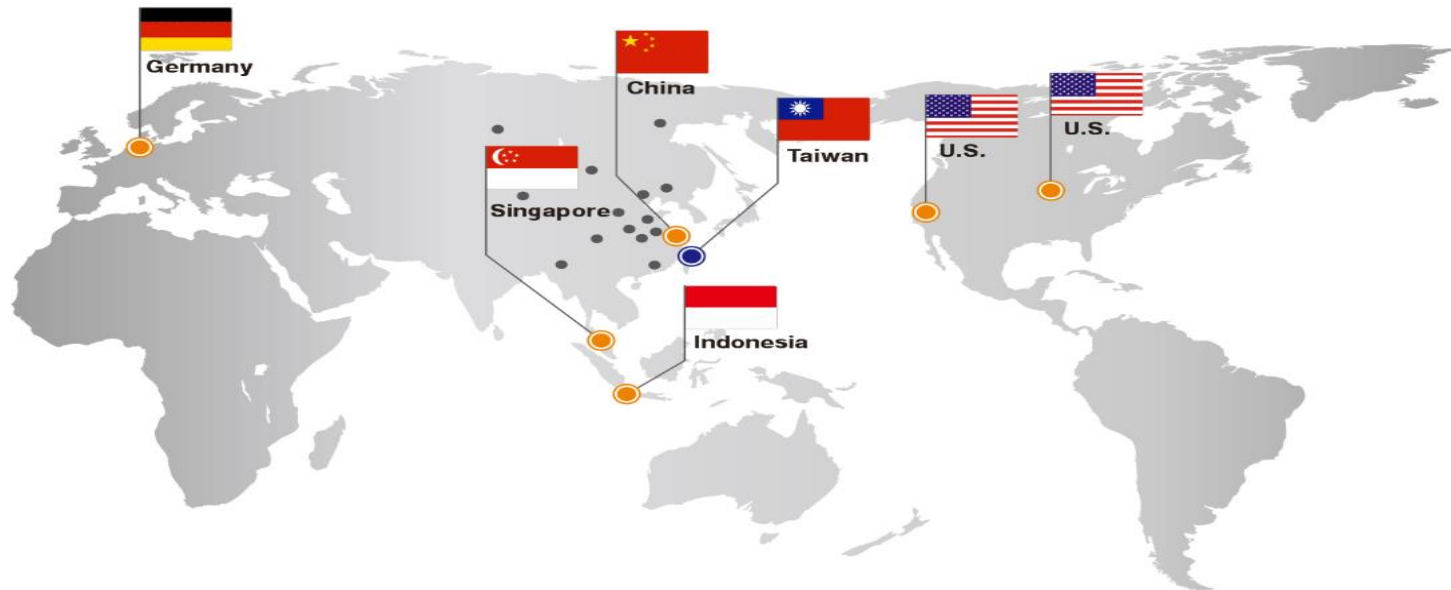 Germany
China
Taiwan
U.S.
U.S.
Singapore
Indonesia